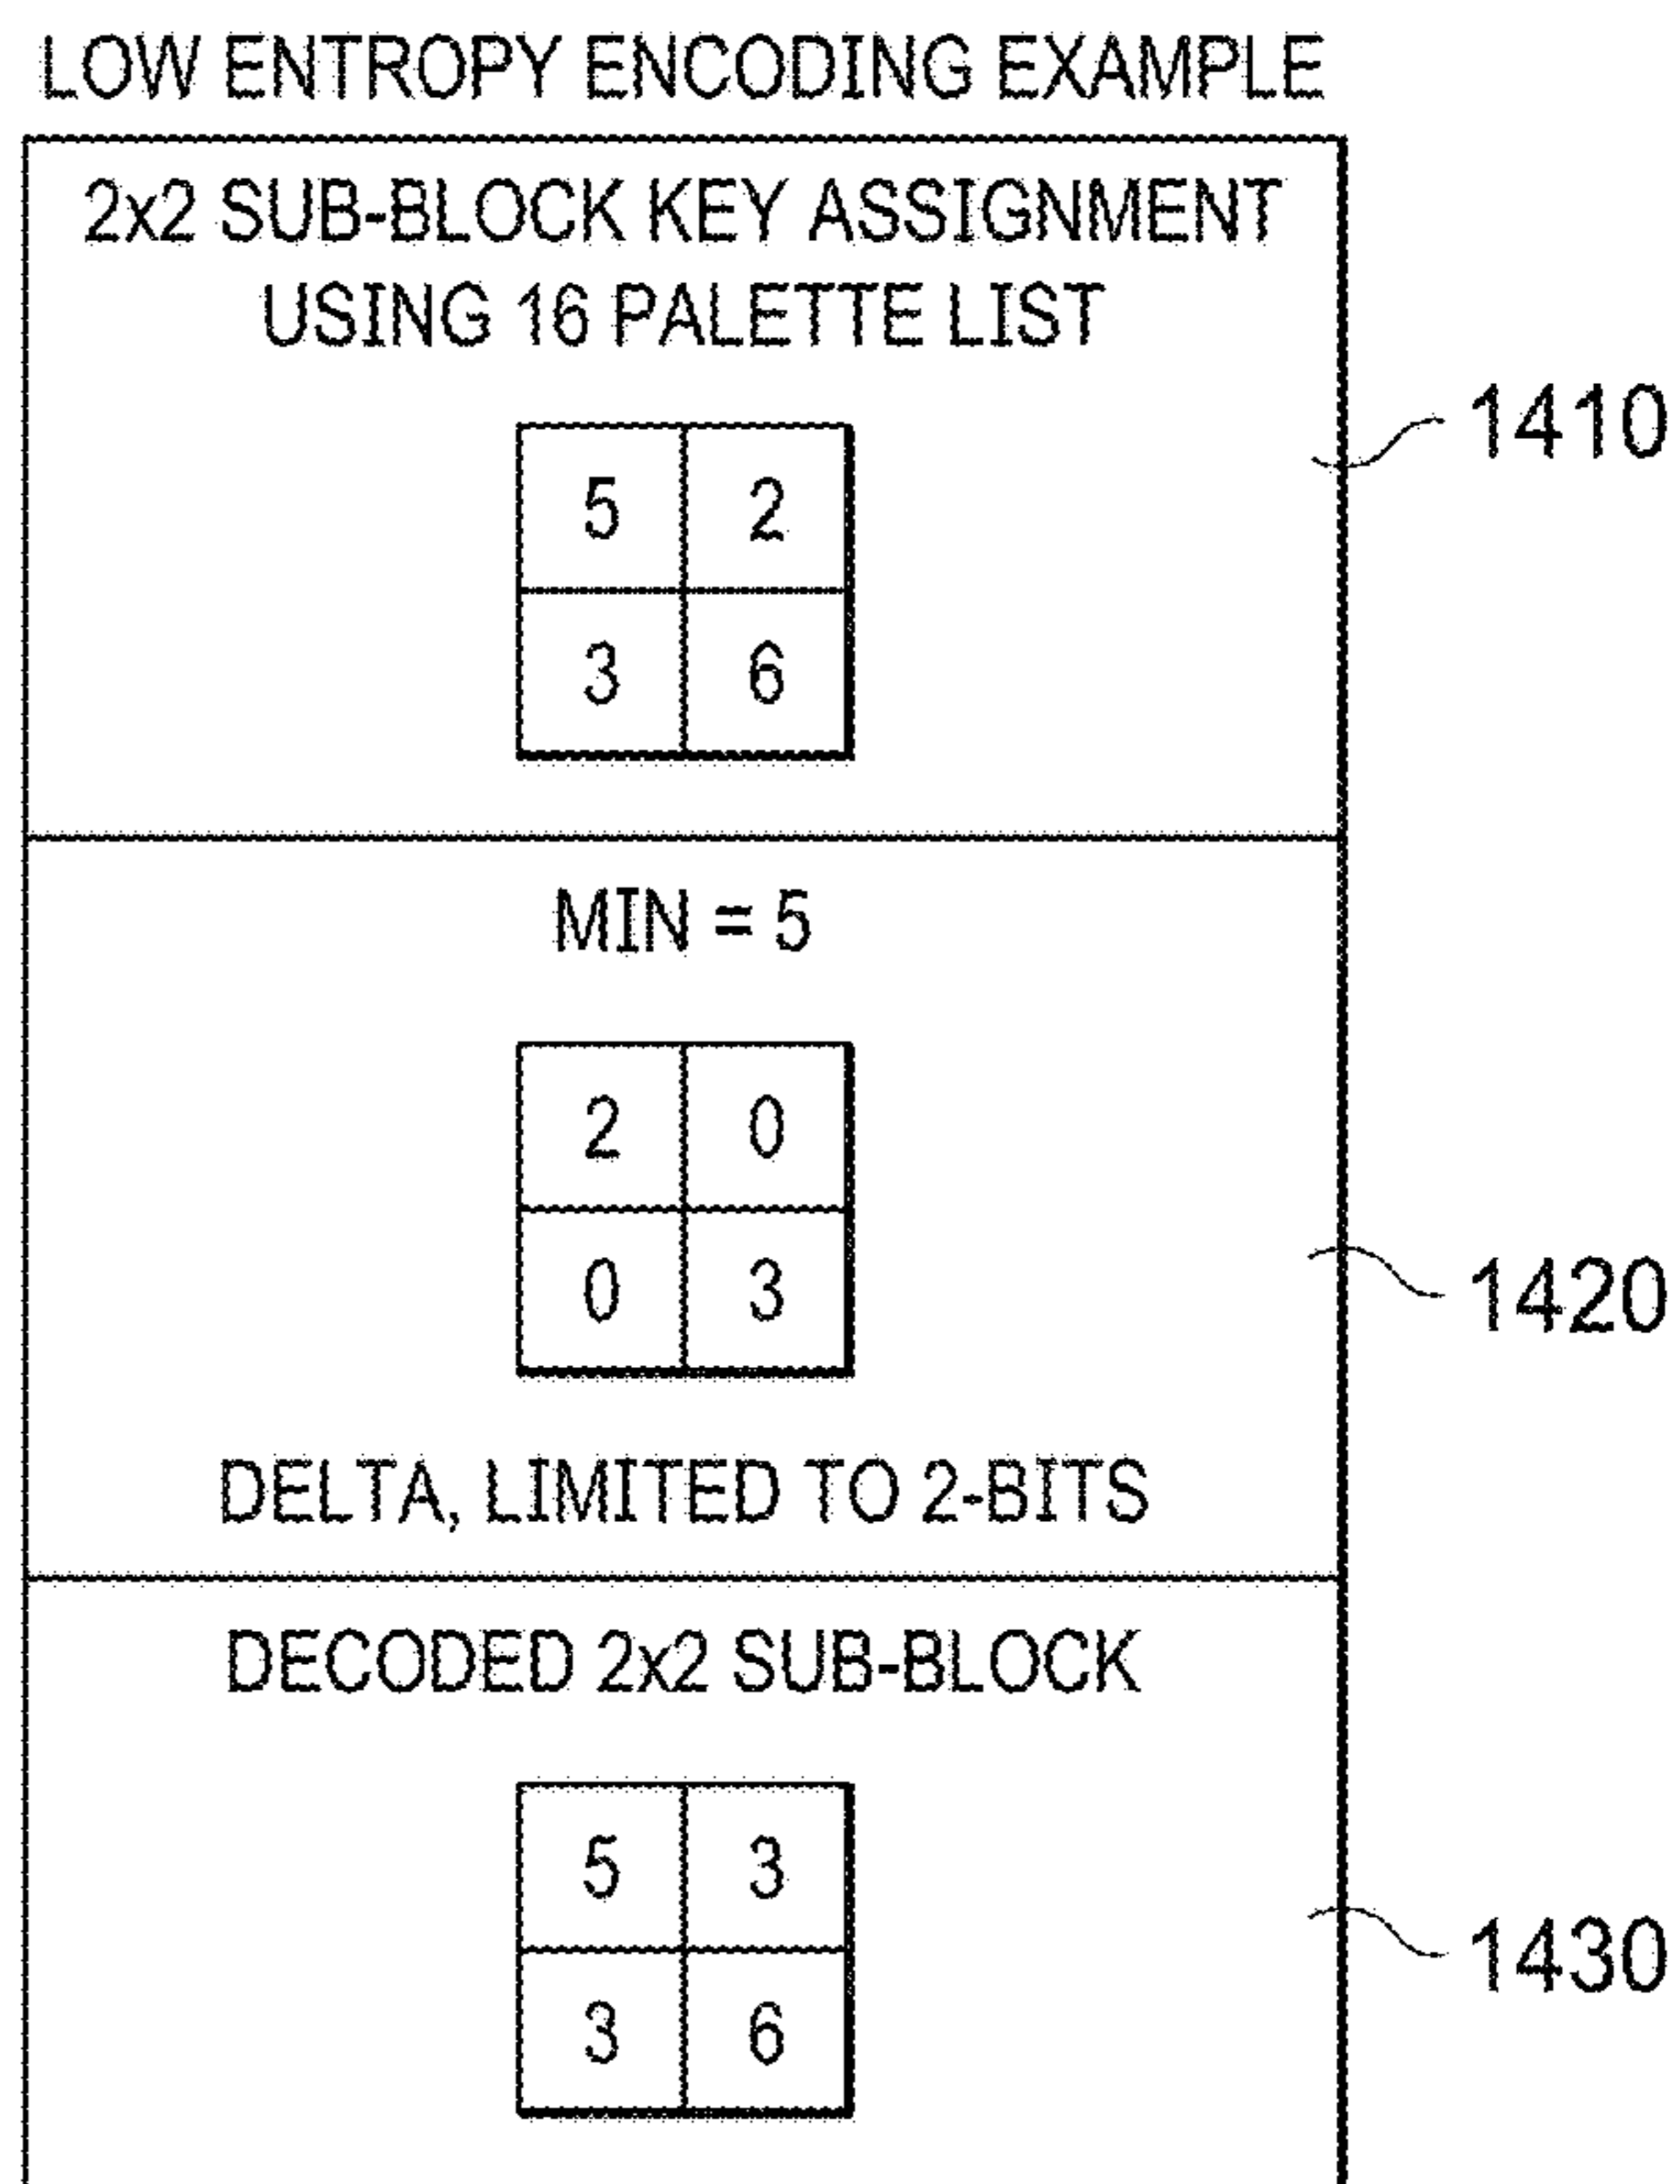 LOW ENTROPY ENCODING EXAMPLE
2x2 SUB-BLOCK KEY ASSIGNMENT
USING 16 PALETTE LIST
1410
5 2
3 6
MIN = 5
2 0
0 3
1420
DELTA, LIMITED TO 2-BITS
DECODED 2x2 SUB-BLOCK
5 3
1430
3 6